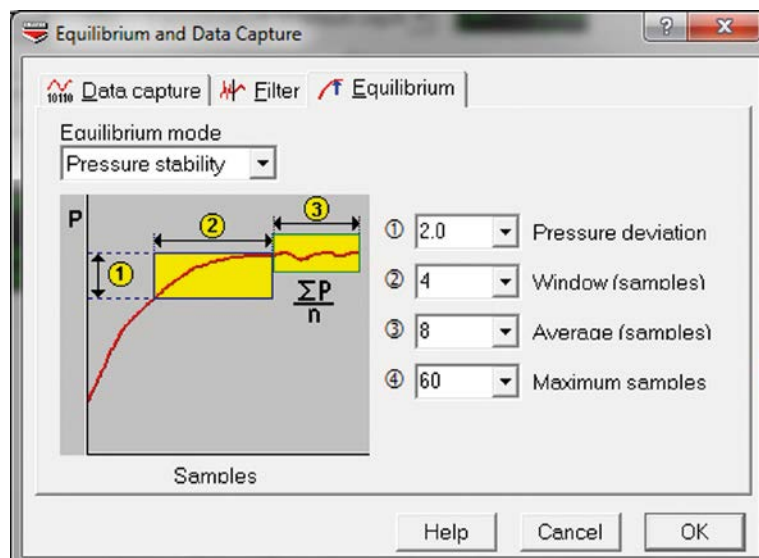 Equilibrium and Data Capture
10110 Data capture Filter Equilibrium
Equilibrium mode
Pressure stability
P
1
2
3
ΣP
n
Samples
① 2.0 Pressure deviation
② 4 Window (samples)
③ 8 Average (samples)
④ 60 Maximum samples
Help Cancel OK